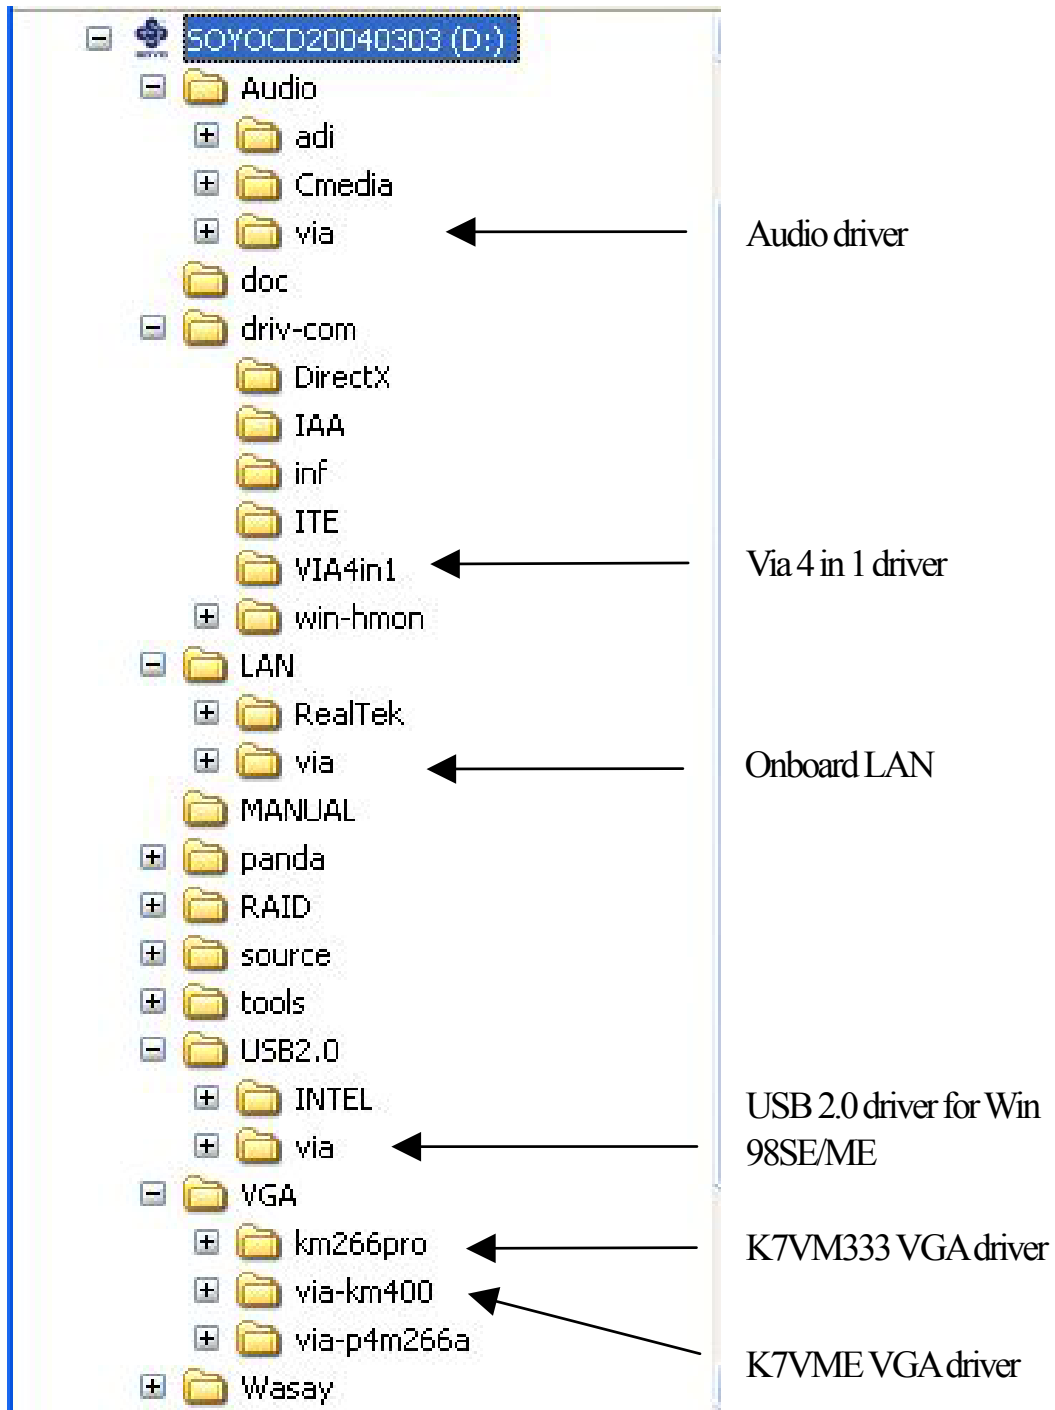 SOYOCD20040303 (D:)
Audio
adi
Cmedia
via
Audio driver
doc
driv-com
DirectX
IAA
inf
ITE
VIA4in1
Via 4 in 1 driver
win-hmon
LAN
RealTek
via
Onboard LAN
MANUAL
panda
RAID
source
tools
USB2.0
INTEL
via
USB 2.0 driver for Win
98SE/ME
VGA
km266pro
K7VM333 VGA driver
via-km400
via-p4m266a
K7VME VGA driver
Wasay